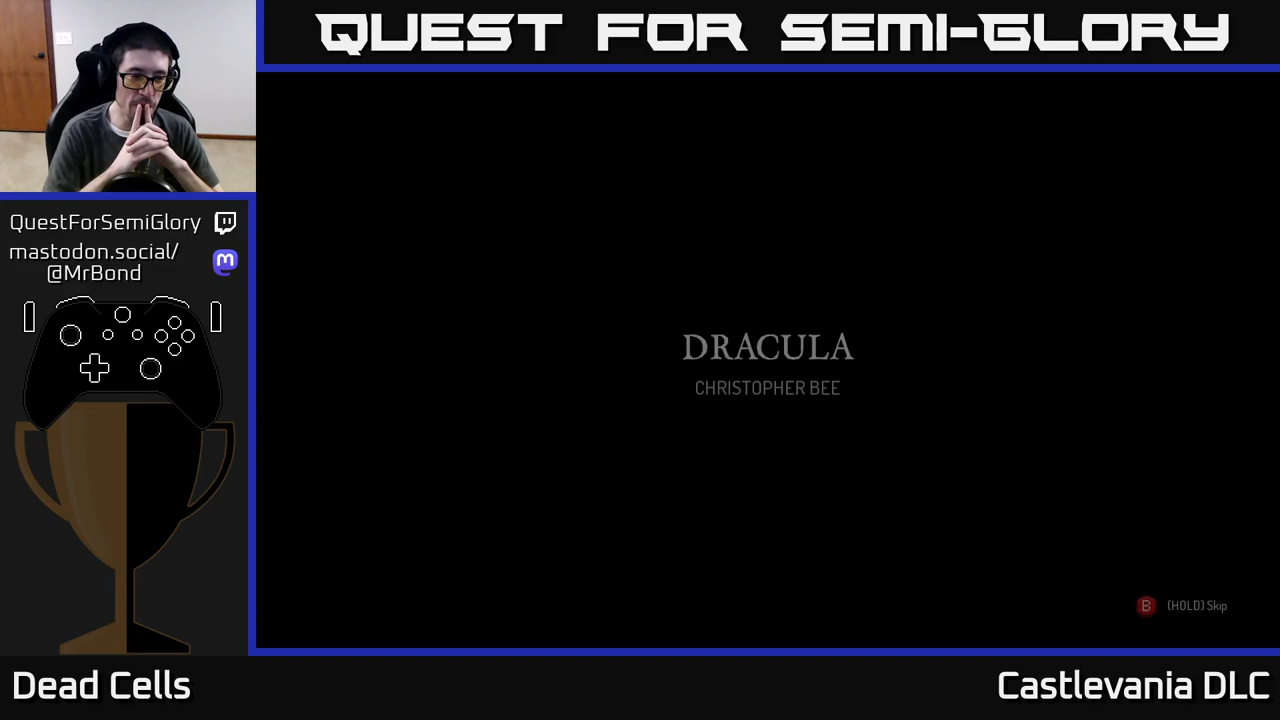 QUEST FOR SEMI-GLORY
QuestForSemiGlory
mastodon.social/
@MrBond
DRACULA
CHRISTOPHER BEE
B (HOLD) Skip
Dead Cells
Castlevania DLC